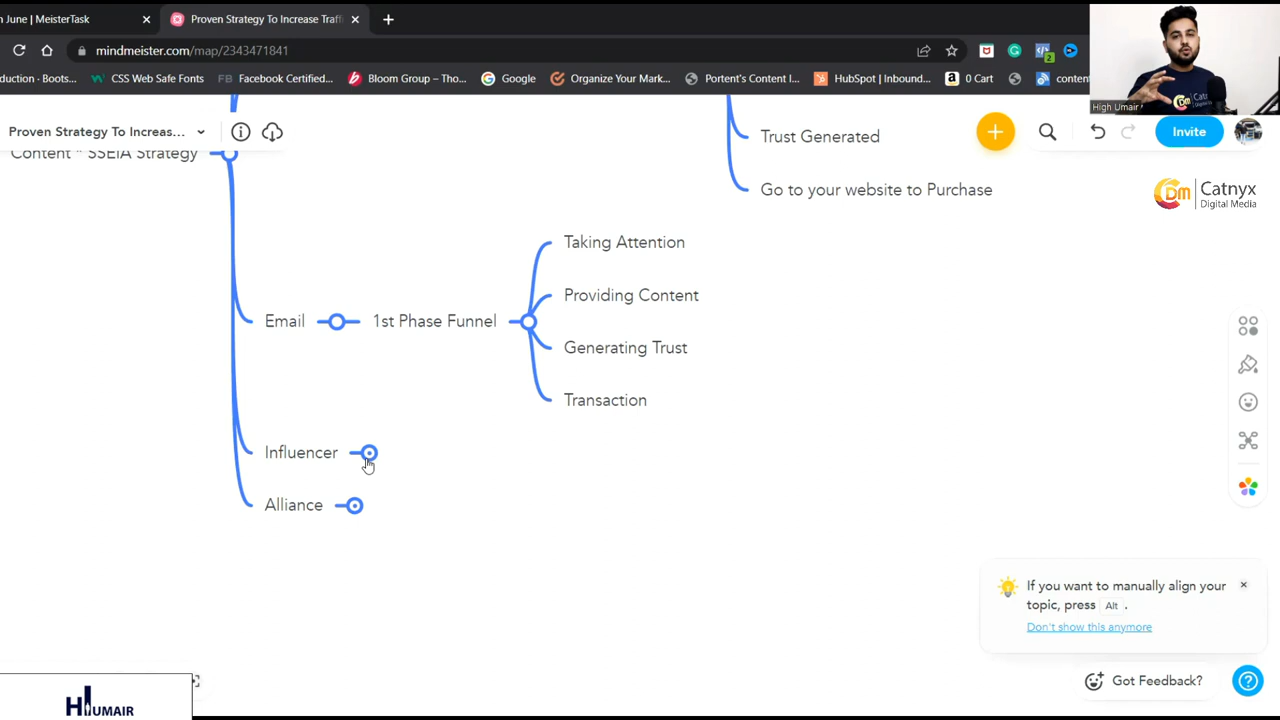 n June | MeisterTask
Proven Strategy To Increase Traff
mindmeister.com/map/2343471841
duction - Boots...
CSS Web Safe Fonts
FB Facebook Certified...
Bloom Group – Tho...
Google
Organize Your Mark...
Portent's Content I...
HubSpot | Inbound...
0 Cart
content
High Umair
Proven Strategy To Increas...
Invite
Content " SSEIA Strategy
Trust Generated
Go to your website to Purchase
Dm Catnyx
Digital Media
Taking Attention
Providing Content
Email
1st Phase Funnel
Generating Trust
Transaction
Influencer
Alliance
If you want to manually align your
topic, press Alt .
Don't show this anymore
Got Feedback?
HUMAIR